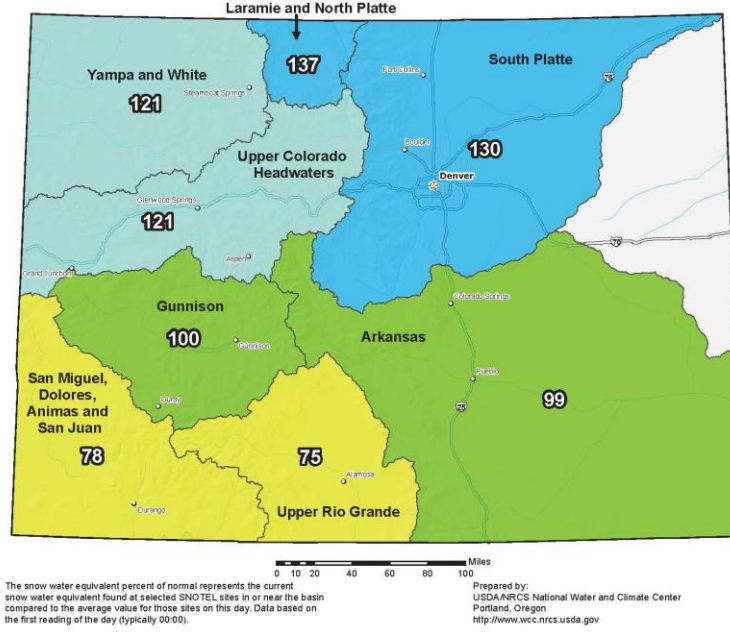 Laramie and North Platte
137
Yampa and White
121
Steamboat Springs
Fort Collins
South Platte
76
Boulder
130
Upper Colorado
Headwaters
Denver
Glenwood Springs
121
Aspen
Grand Junction
70
Gunnison
100
Gunnison
Colorado Springs
Arkansas
San Miguel,
Dolores,
Animas and
San Juan
78
Ouray
Pueblo
99
25
75
Alamosa
Durango
Upper Rio Grande
Miles
0 10 20 40 60 80 100
The snow water equivalent percent of normal represents the current
snow water equivalent found at selected SNOTEL sites in or near the basin
compared to the average value for those sites on this day. Data based on
the first reading of the day (typically 00:00).
Prepared by:
USDA/NRCS National Water and Climate Center
Portland, Oregon
http://www.wcc.nrcs.usda.gov